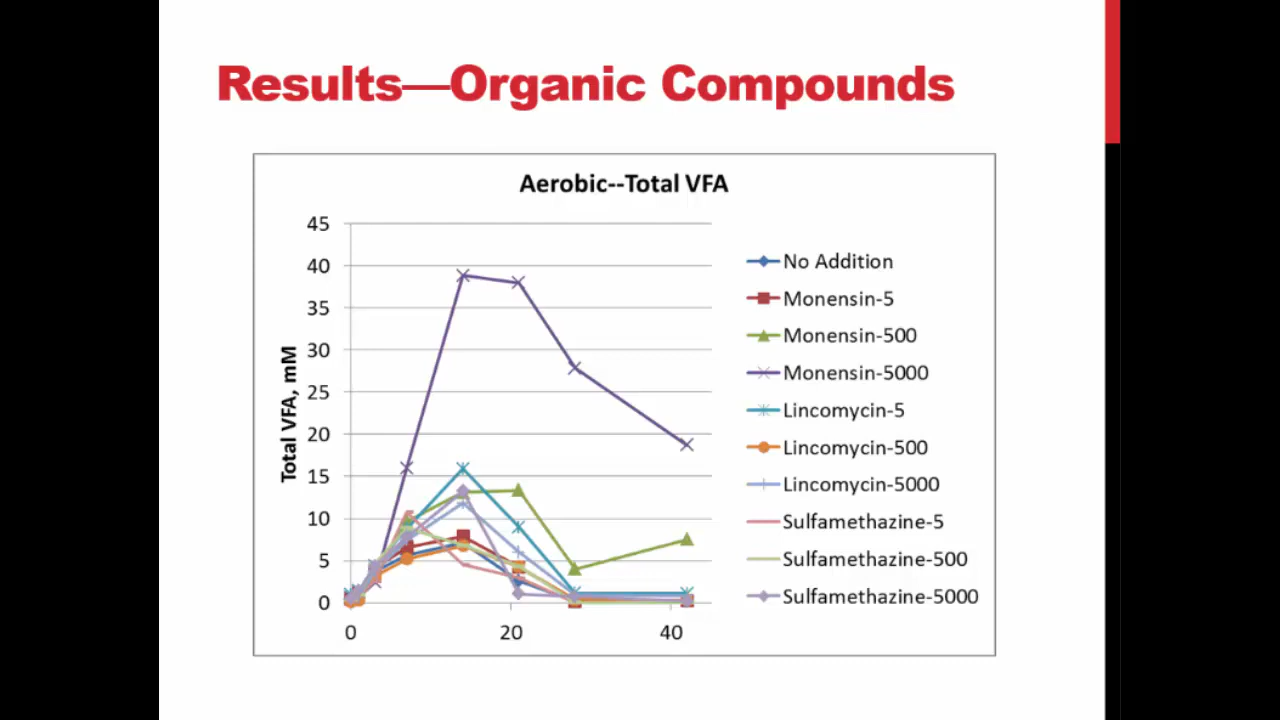 Results—Organic Compounds
Aerobic--Total VFA
Total VFA, mM
45
40
35
30
25
20
15
10
5
0
0 20 40
No Addition
Monensin-5
Monensin-500
Monensin-5000
Lincomycin-5
Lincomycin-500
Lincomycin-5000
Sulfamethazine-5
Sulfamethazine-500
Sulfamethazine-5000